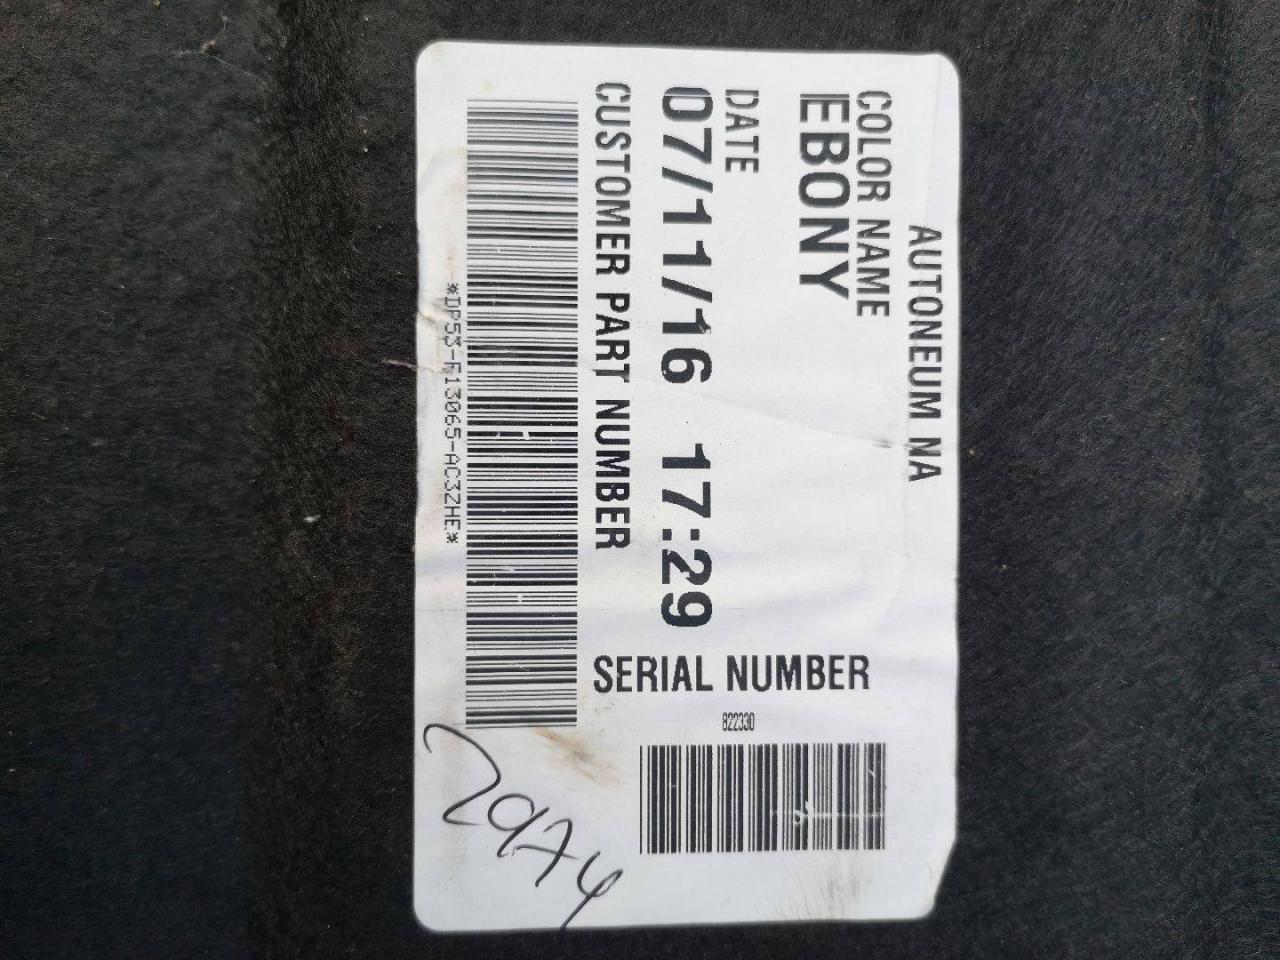 AUTONEUM NA
COLOR NAME
EBONY
DATE
07/11/16 17:29
CUSTOMER PART NUMBER
SERIAL NUMBER
822330
2974